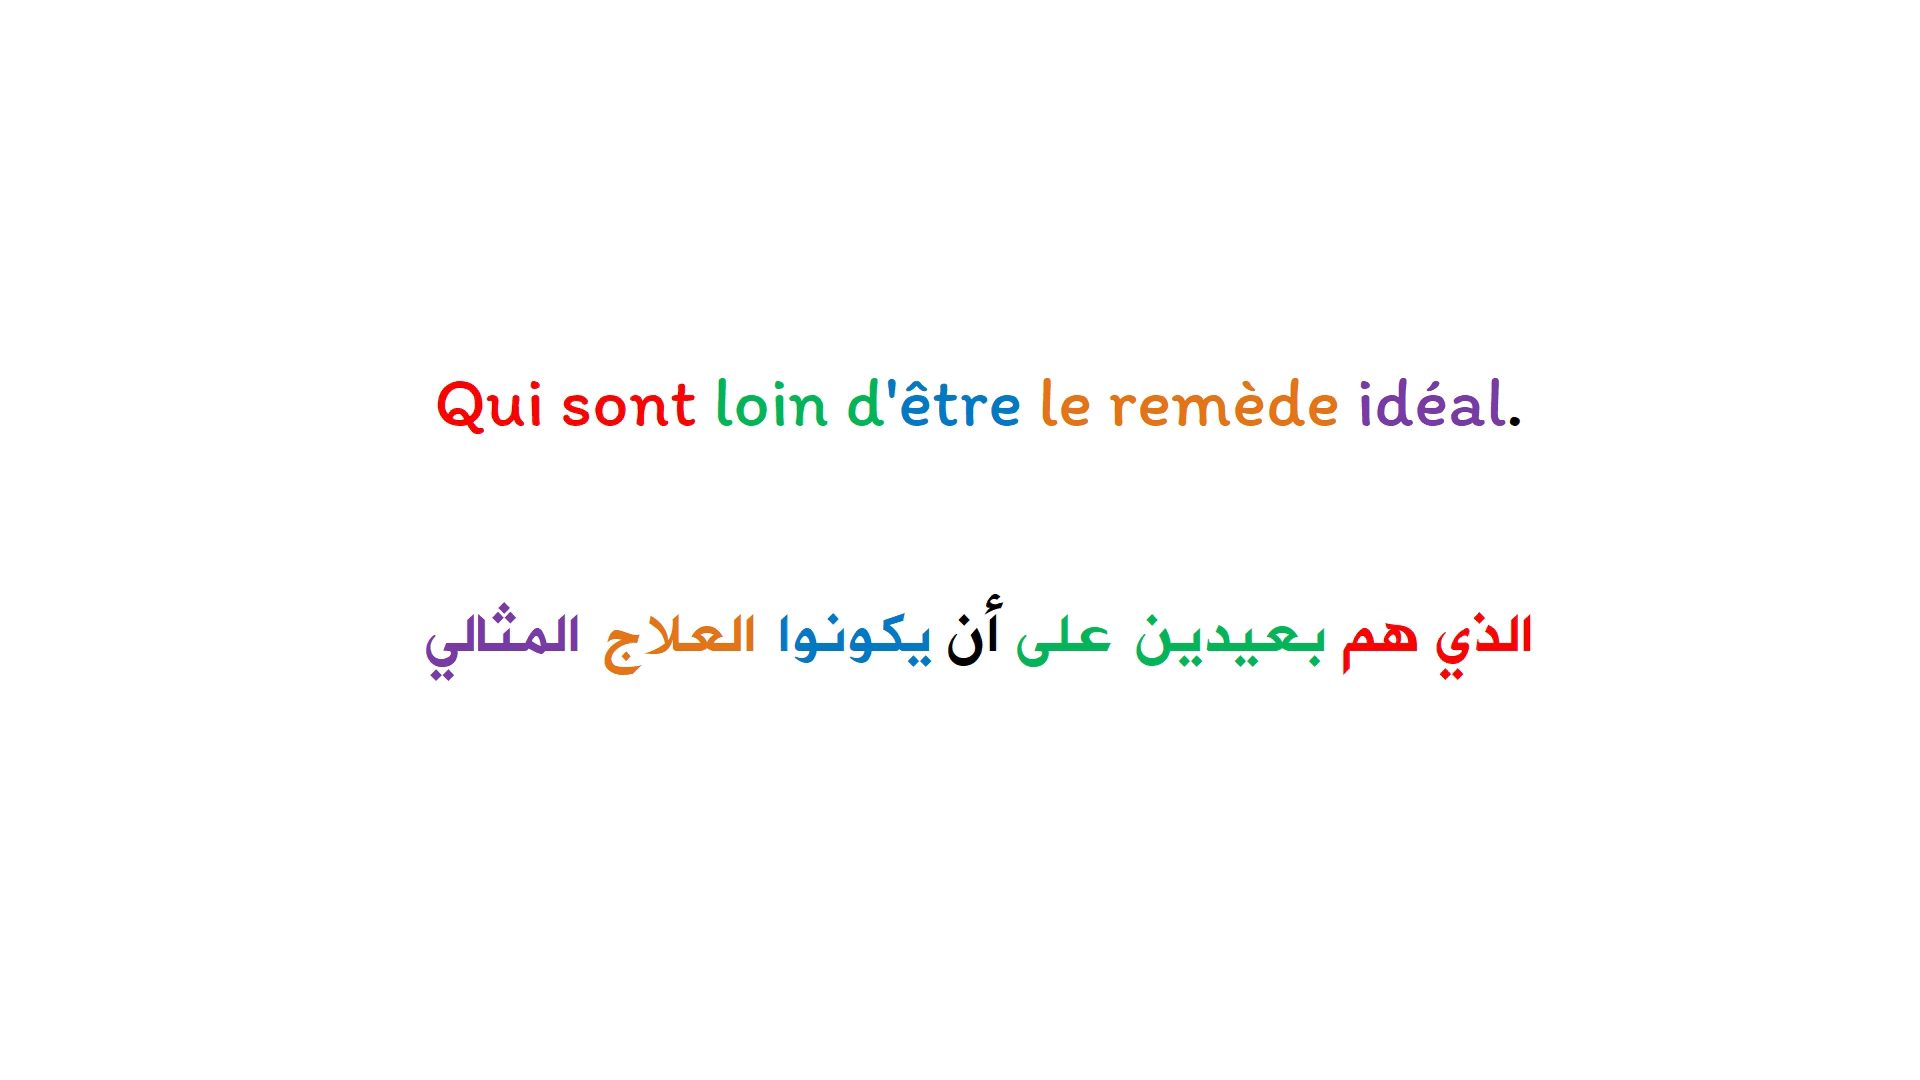 Qui sont loin d'être le remède idéal.
الذي هم بعيدين على أن يكونوا العلاج المثالي